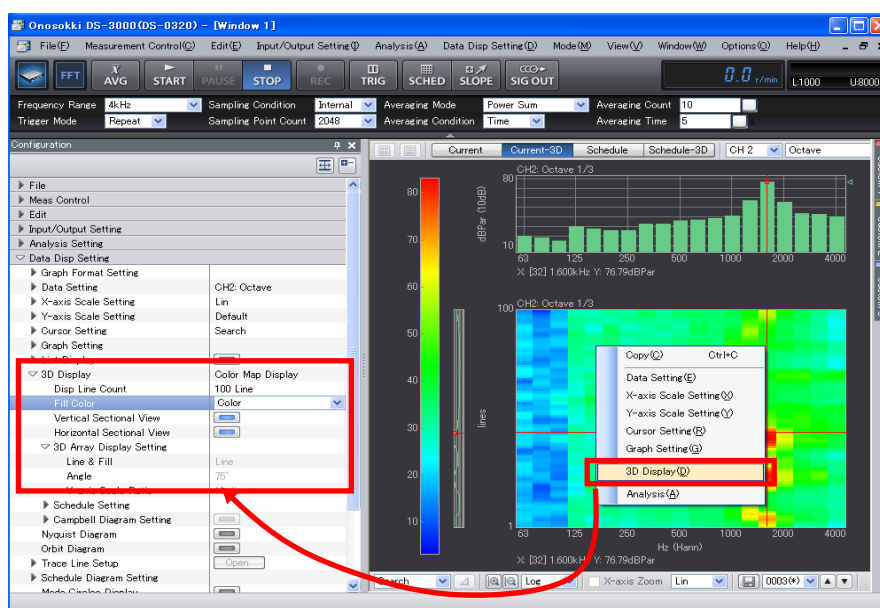 Onosokki DS-3000(DS-0320) - [Window 1]
File(F) Measurement Control(C) Edit(E) Input/Output Setting(I) Analysis(A) Data Disp Setting(D) Mode(M) View(V) Window(W) Options(O) Help(H)
FFT X AVG START PAUSE STOP REC TRIG SCHED SLOPE SIG OUT 0.0 r/min L:1000 U:8000
Frequency Range 4kHz Sampling Condition Internal Averaging Mode Power Sum Averaging Count 10
Trigger Mode Repeat Sampling Point Count 2048 Averaging Condition Time Averaging Time 5
Configuration
Current Current-3D Schedule Schedule-3D CH 2 Octave
File
Meas Control
Edit
Input/Output Setting
Analysis Setting
Data Disp Setting
Graph Format Setting
Data Setting CH2: Octave
X-axis Scale Setting Lin
Y-axis Scale Setting Default
Cursor Setting Search
Graph Setting
3D Display Color Map Display
Disp Line Count 100 Line
Fill Color Color
Vertical Sectional View
Horizontal Sectional View
3D Array Display Setting
Line & Fill Line
Angle 75°
Schedule Setting
Campbell Diagram Setting
Nyquist Diagram
Orbit Diagram
Trace Line Setup Open
Schedule Diagram Setting
80
70
60
50
40
30
20
10
CH2: Octave 1/3
80
dBPar (10dB)
10
63 125 250 500 1000 2000 4000
X: [32] 1.600kHz Y: 76.79dBPar
CH2: Octave 1/3
100
lines
1
63 125 250 500 1000 2000 4000
Hz (Hann)
X: [32] 1.600kHz Y: 76.79dBPar
Copy(C) Ctrl+C
Data Setting(E)
X-axis Scale Setting(X)
Y-axis Scale Setting(Y)
Cursor Setting(R)
Graph Setting(G)
3D Display(D)
Analysis(A)
Search Log X-axis Zoom Lin 0003(*)